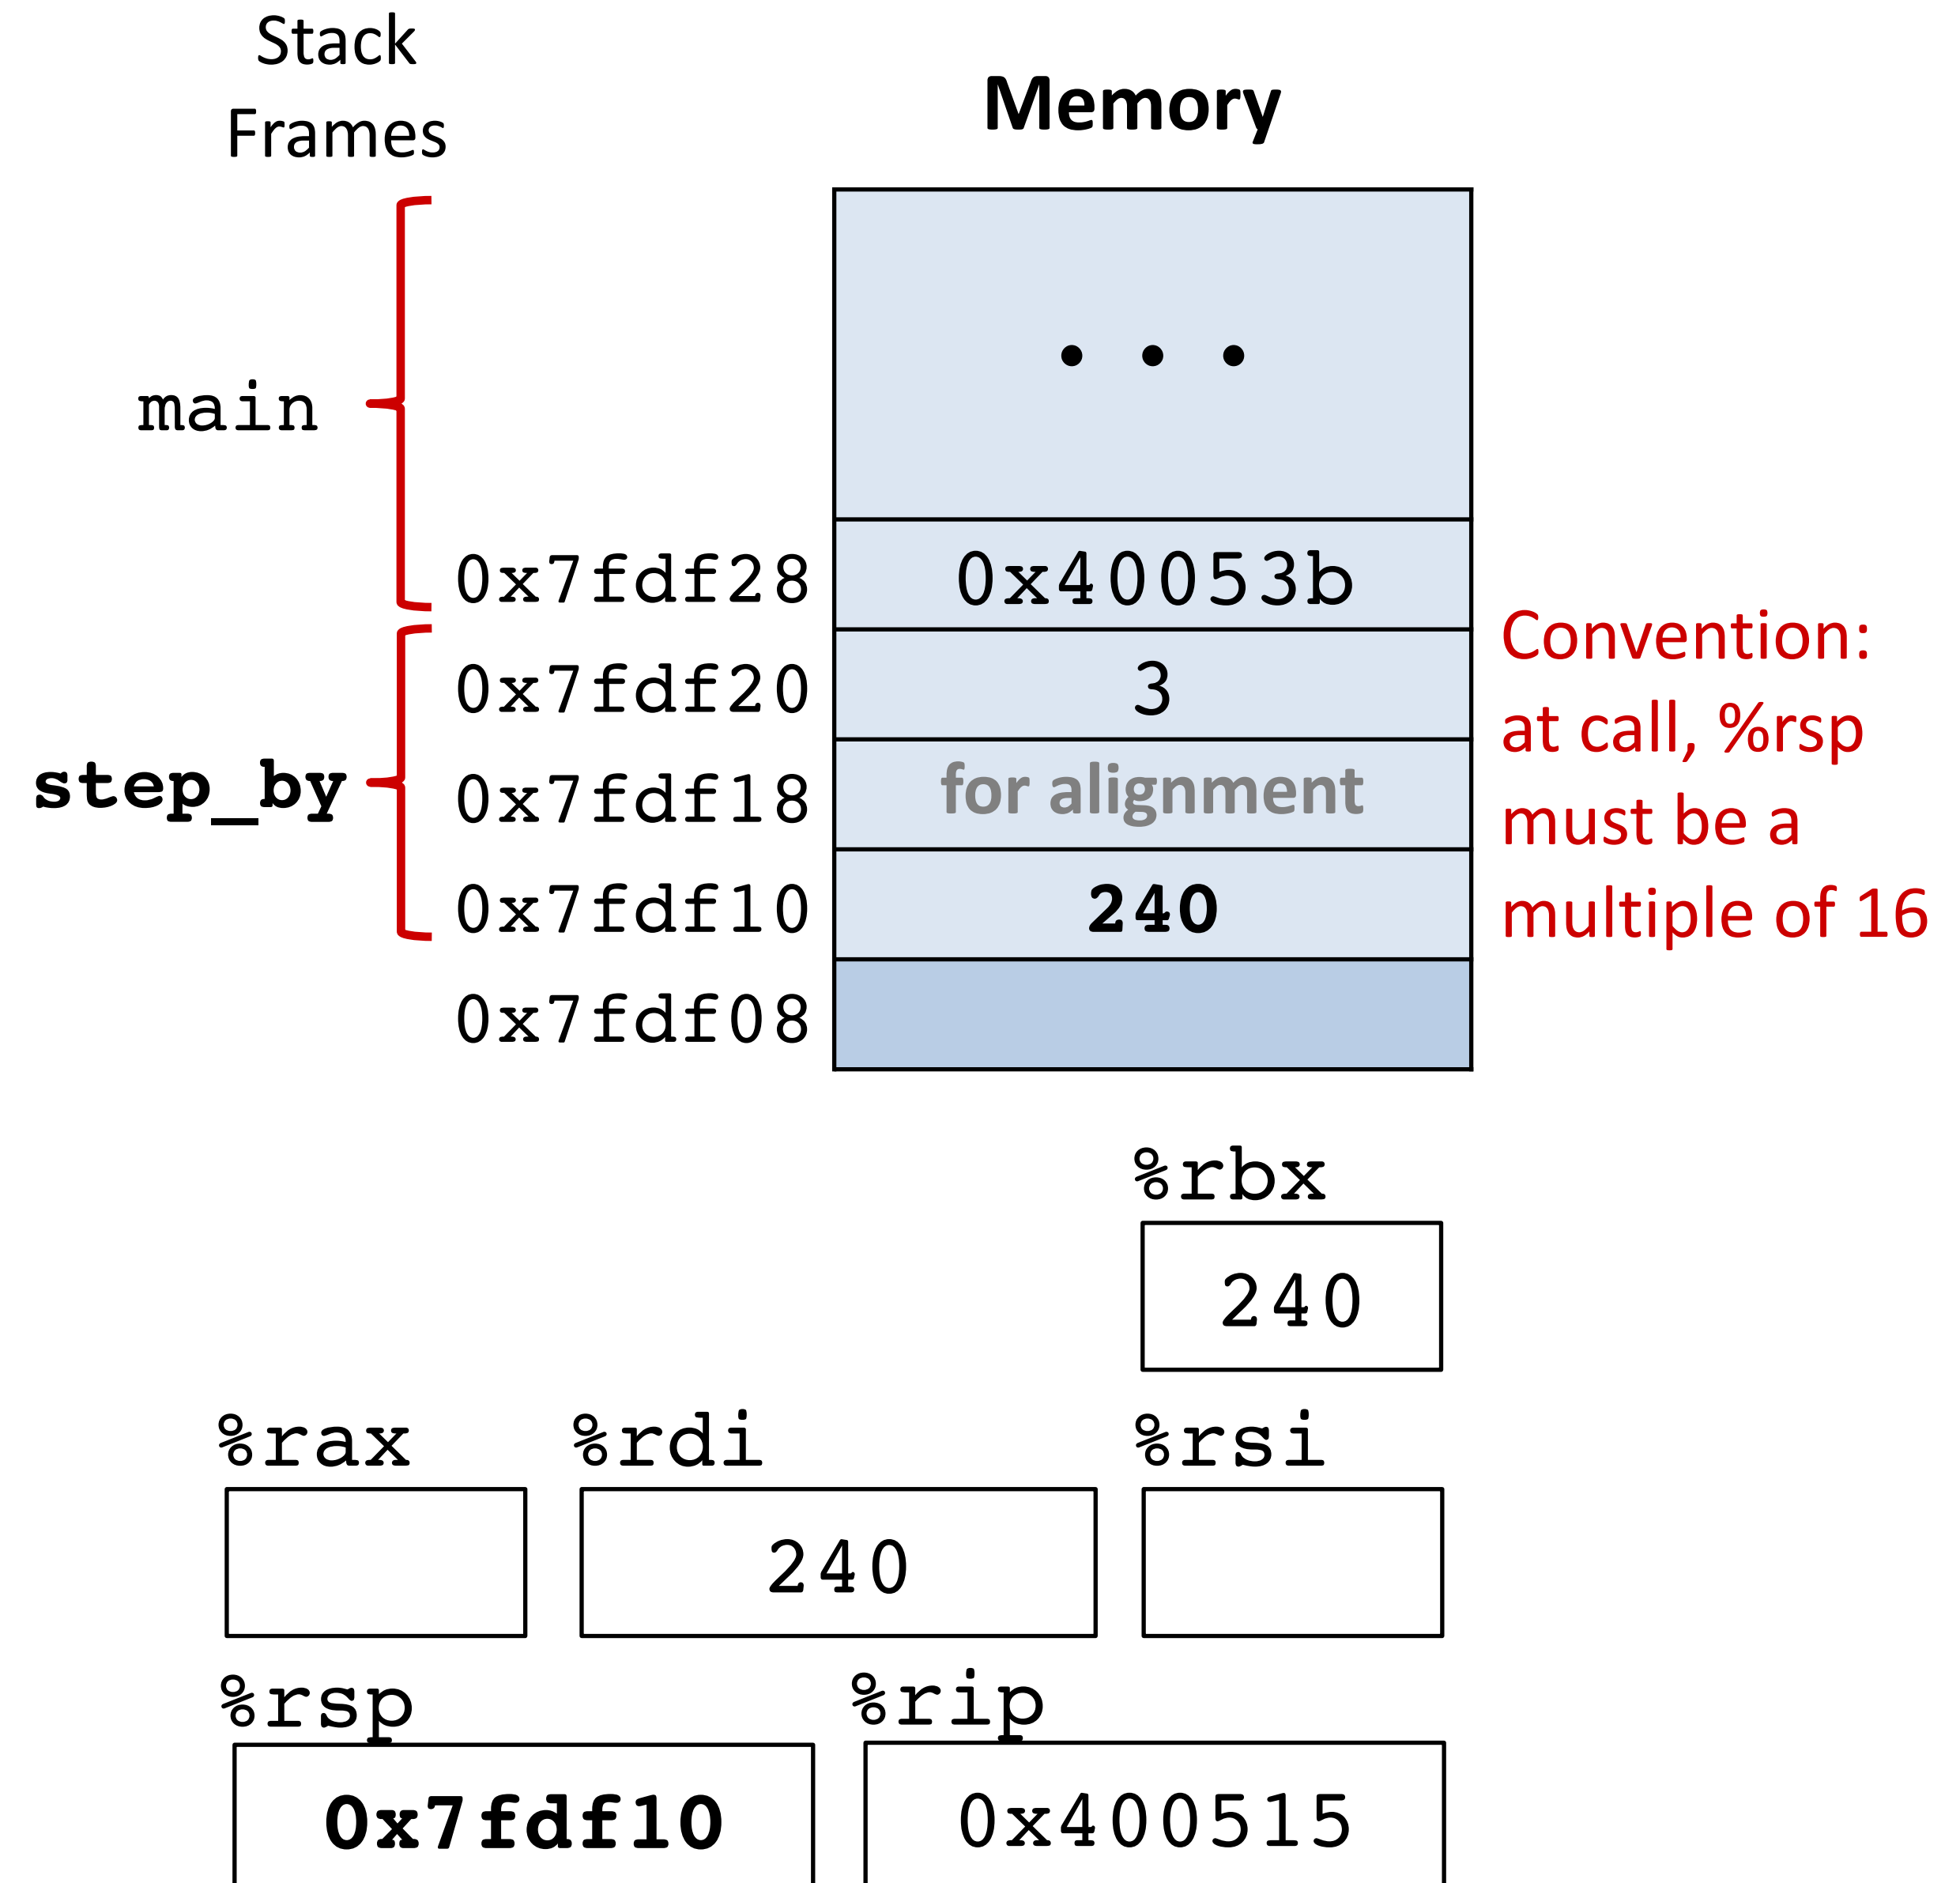 Stack
Frames
Memory
• • •
main
0x7fdf28 0x40053b
0x7fdf20 3
0x7fdf18 for alignment
0x7fdf10 240
0x7fdf08
step_by
Convention:
at call, %rsp
must be a
multiple of 16
%rbx
240
%rax %rdi %rsi
240
%rsp %rip
0x7fdf10 0x400515